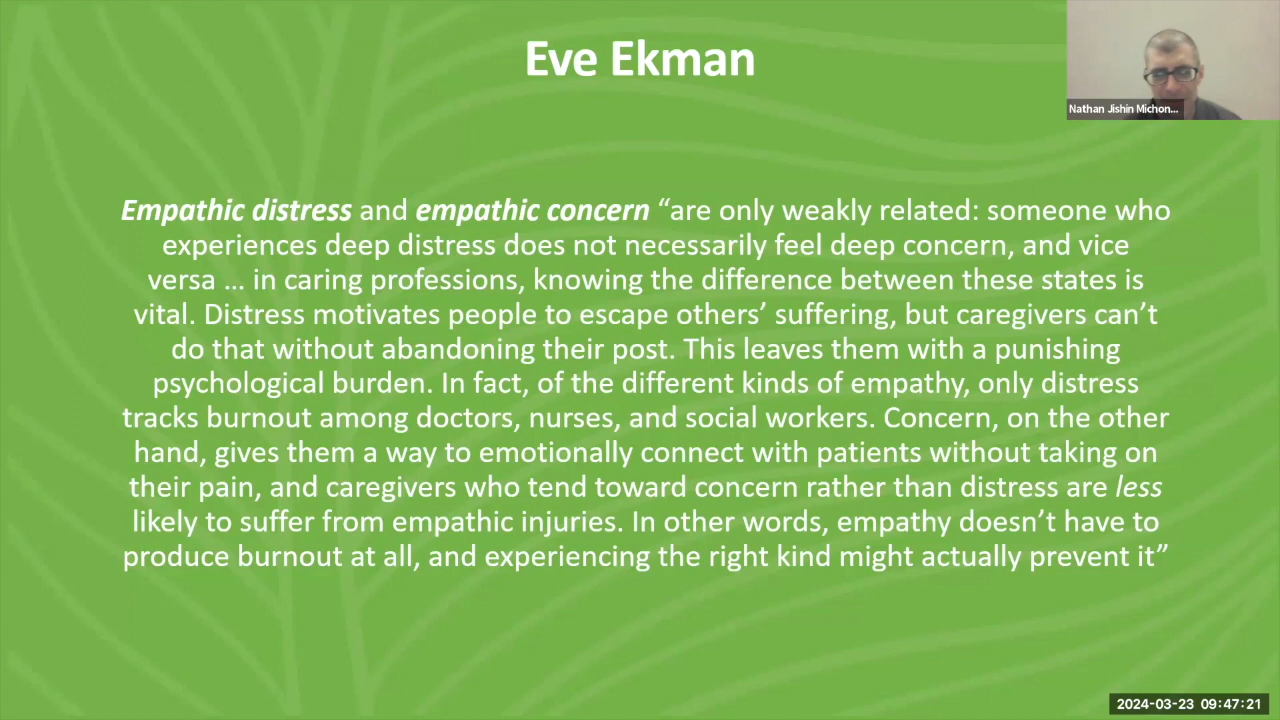 Eve Ekman
Nathan Jishin Michon...
Empathic distress and empathic concern “are only weakly related: someone who
experiences deep distress does not necessarily feel deep concern, and vice
versa … in caring professions, knowing the difference between these states is
vital. Distress motivates people to escape others’ suffering, but caregivers can’t
do that without abandoning their post. This leaves them with a punishing
psychological burden. In fact, of the different kinds of empathy, only distress
tracks burnout among doctors, nurses, and social workers. Concern, on the other
hand, gives them a way to emotionally connect with patients without taking on
their pain, and caregivers who tend toward concern rather than distress are less
likely to suffer from empathic injuries. In other words, empathy doesn’t have to
produce burnout at all, and experiencing the right kind might actually prevent it”
2024-03-23 09:47:21